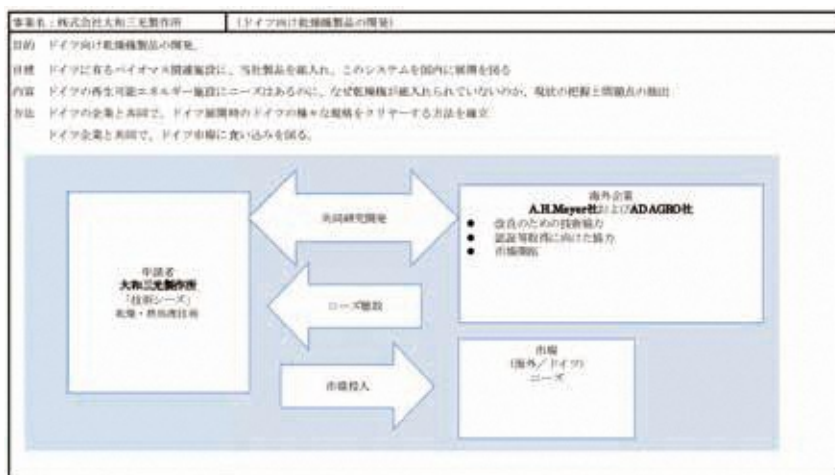 事業名：株式会社大和三光製作所 （ドイツ向け乾燥機製品の開発）
目的 ドイツ向け乾燥機製品の開発。
目標 ドイツに有るバイオマス関連施設に、当社製品を組入れ、このシステムを国内に展開を図る
内容 ドイツの再生可能エネルギー施設にニーズはあるのに、なぜ乾燥機が組入れられていないのか、現状の把握と問題点の抽出
方法 ドイツの企業と共同で、ドイツ展開時のドイツの様々な規格をクリヤーする方法を確立
ドイツ企業と共同で、ドイツ市場に食い込みを図る。
海外企業
A.H.Meyer社およびADAGRO社
● 改良のための技術協力
● 認証等取得に向けた協力
● 市場開拓
共同研究開発
申請者
大和三光製作所
「技術シーズ」
乾燥・熱処理技術
ニーズ聴取
市場投入
市場
(海外／ドイツ)
ニーズ